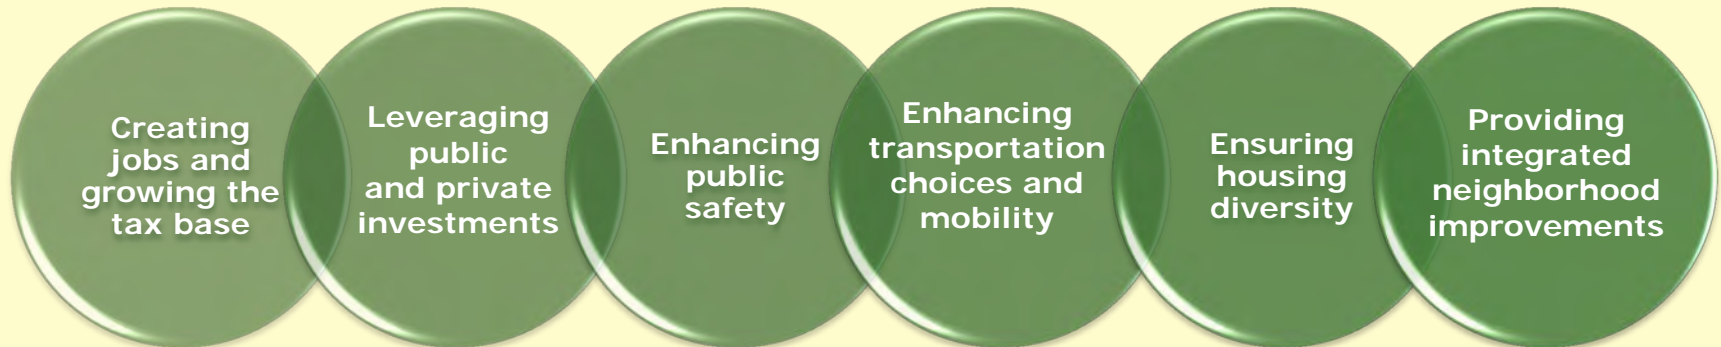 Creating
jobs and
growing the
tax base
Leveraging
public
and private
investments
Enhancing
public
safety
Enhancing
transportation
choices and
mobility
Ensuring
housing
diversity
Providing
integrated
neighborhood
improvements